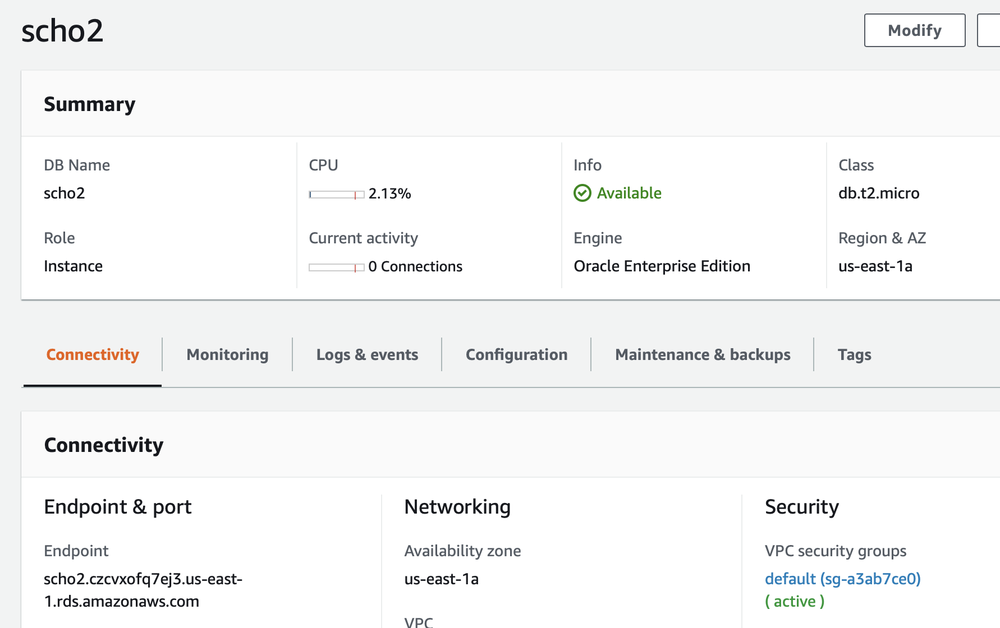 scho2
Modify
Summary
DB Name
scho2
CPU
2.13%
Info
Available
Class
db.t2.micro
Role
Instance
Current activity
0 Connections
Engine
Oracle Enterprise Edition
Region & AZ
us-east-1a
Connectivity
Monitoring
Logs & events
Configuration
Maintenance & backups
Tags
Connectivity
Endpoint & port
Endpoint
scho2.czcvxofq7ej3.us-east-
1.rds.amazonaws.com
Networking
Availability zone
us-east-1a
VPC
Security
VPC security groups
default (sg-a3ab7ce0)
( active )